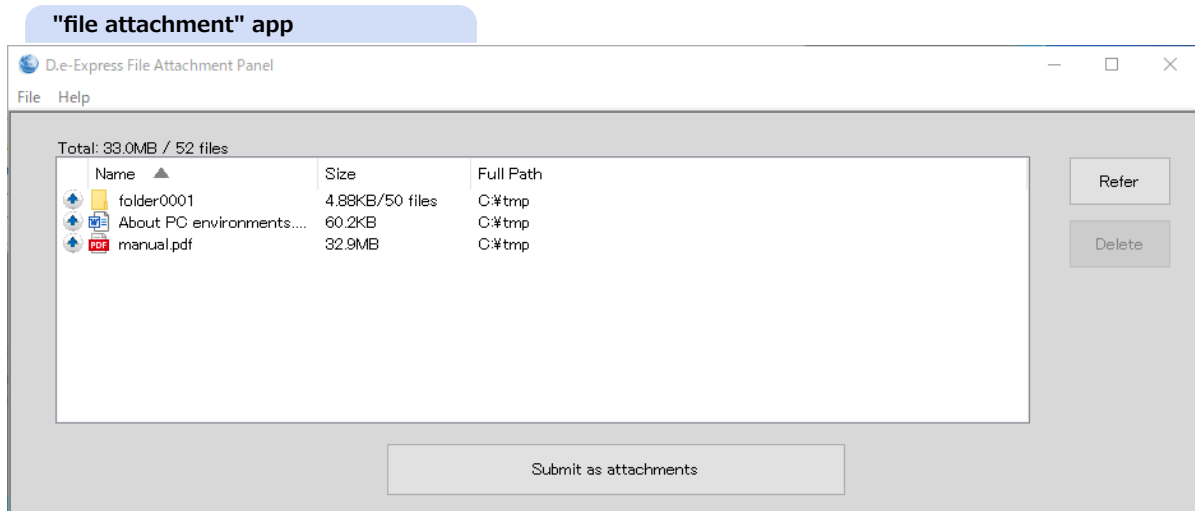 "file attachment" app
D.e-Express File Attachment Panel
File Help
Total: 33.0MB / 52 files
Name Size Full Path
folder0001 4.88KB/50 files C:¥tmp
About PC environments.... 60.2KB C:¥tmp
PDF manual.pdf 32.9MB C:¥tmp
Refer
Delete
Submit as attachments